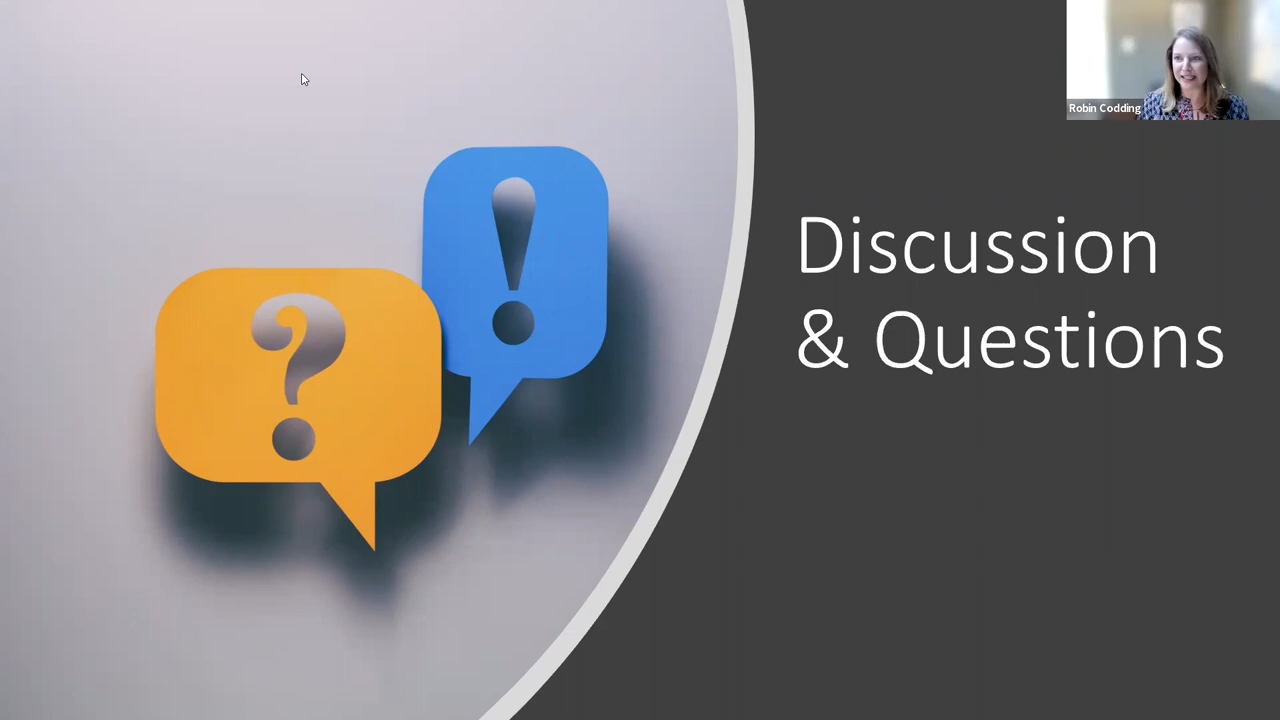 Robin Codding
?
!
Discussion
& Questions